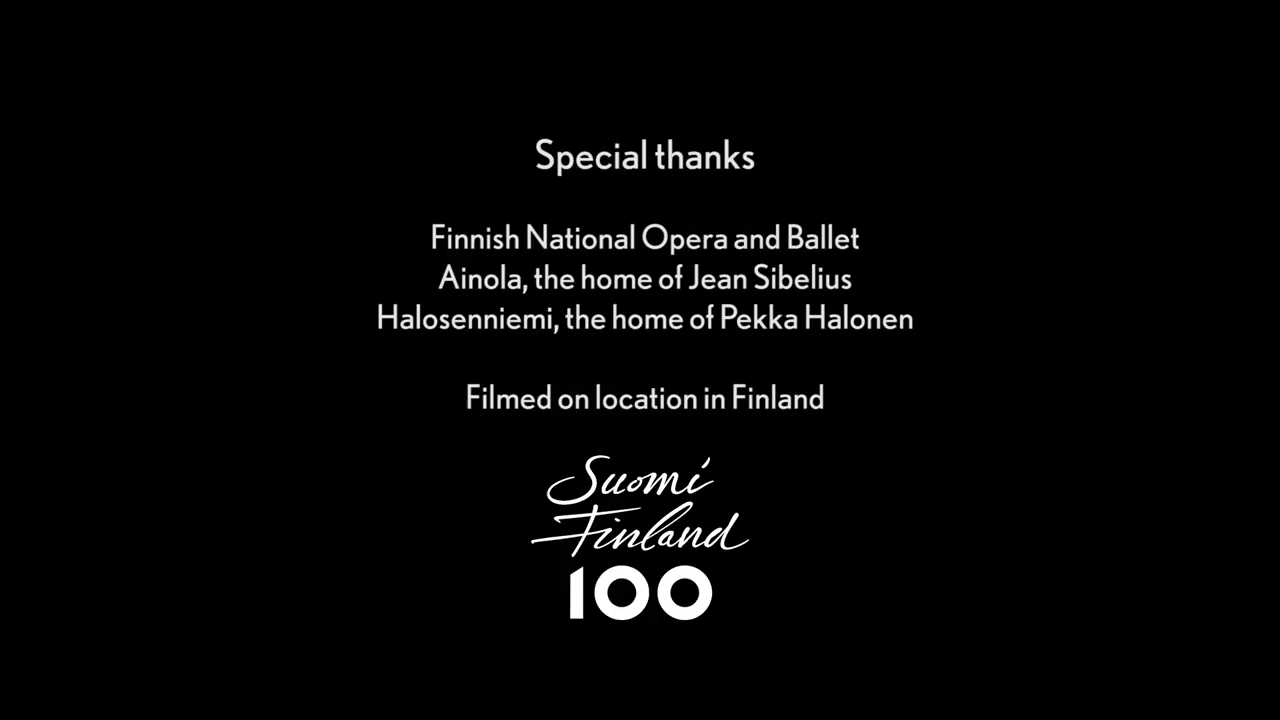 Special thanks
Finnish National Opera and Ballet
Ainola, the home of Jean Sibelius
Halosenniemi, the home of Pekka Halonen
Filmed on location in Finland
Suomi
Finland
100